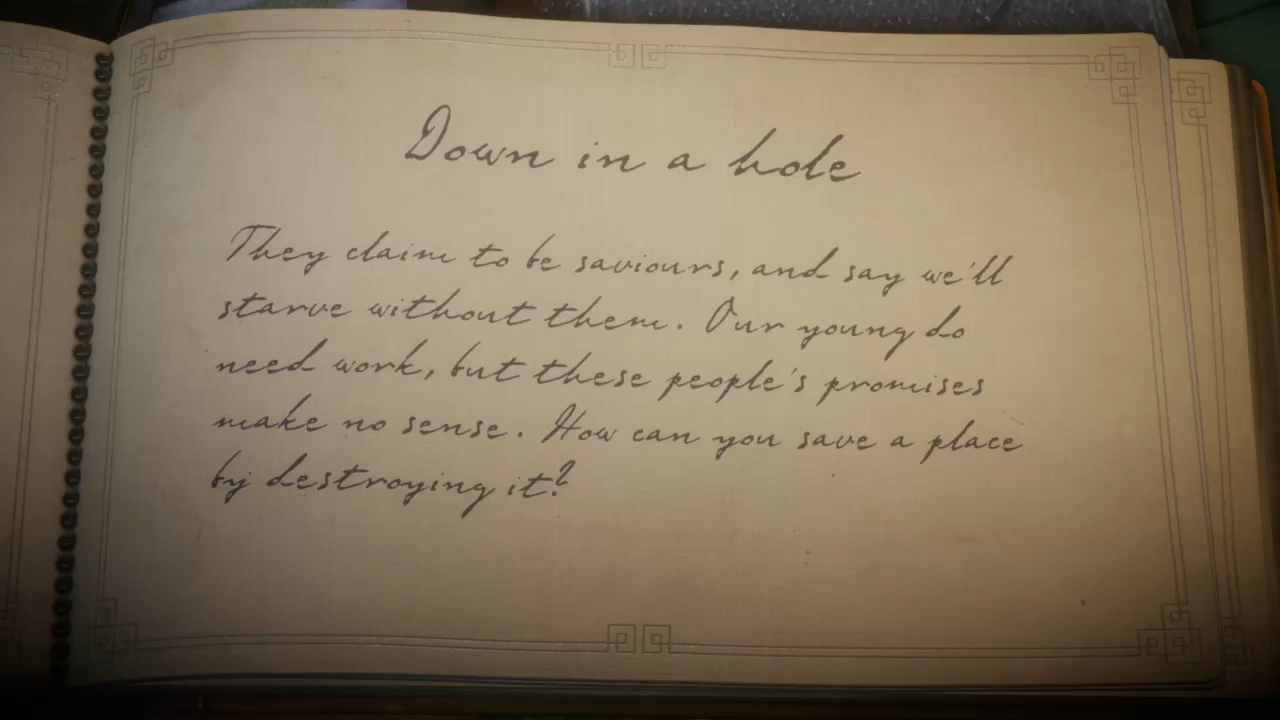 Down in a hole
They claim to be saviours, and say we'll
starve without them. Our young do
need work, but these people's promises
make no sense. How can you save a place
by destroying it?